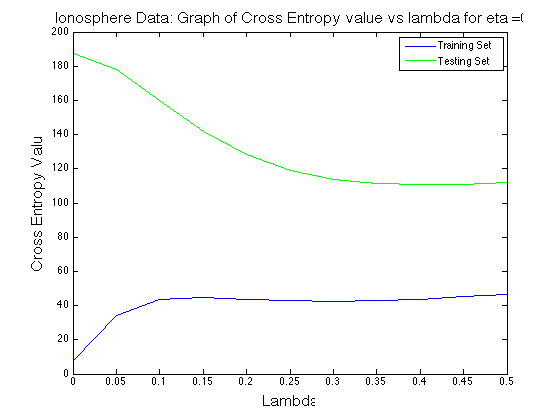 Ionosphere Data: Graph of Cross Entropy value vs lambda for eta =
Training Set
Testing Set
200
180
160
140
120
100
80
60
40
20
0
Cross Entropy Valu
0 0.05 0.1 0.15 0.2 0.25 0.3 0.35 0.4 0.45 0.5
Lambda